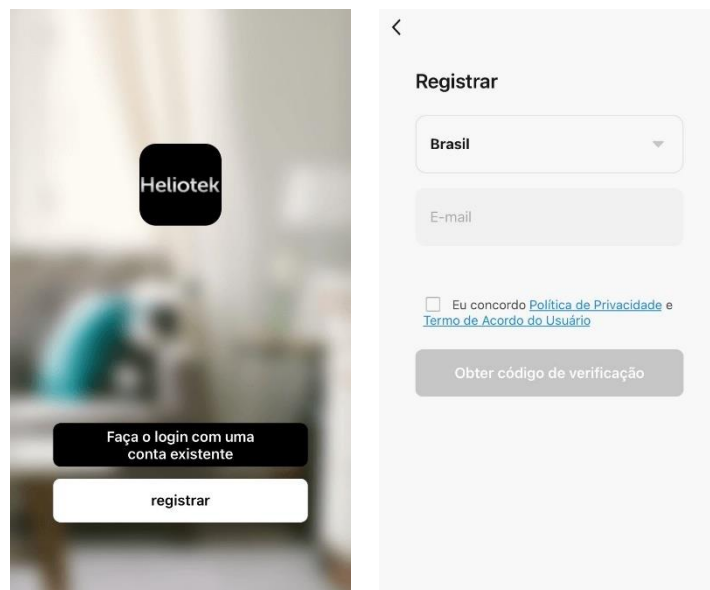 Heliotek
Faça o login com uma
conta existente
registrar
Registrar
Brasil
E-mail
Eu concordo Política de Privacidade e
Termo de Acordo do Usuário
Obter código de verificação